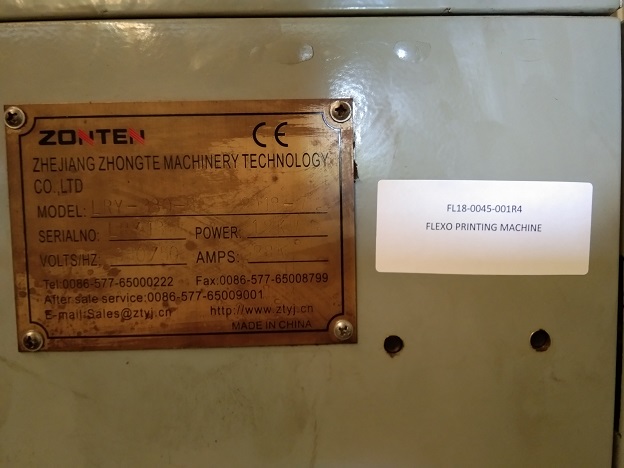 ZONTEN CE
ZHEJIANG ZHONGTE MACHINERY TECHNOLOGY
CO.,LTD
MODEL:
SERIALNO: POWER:
VOLTS/HZ AMPS:
Tel:0086-577-65000222 Fax:0086-577-65008799
After sale service:0086-577-65009001
E-mail:Sales@ztyj.cn http://www.ztyj.cn
MADE IN CHINA
FL18-0045-001R4
FLEXO PRINTING MACHINE